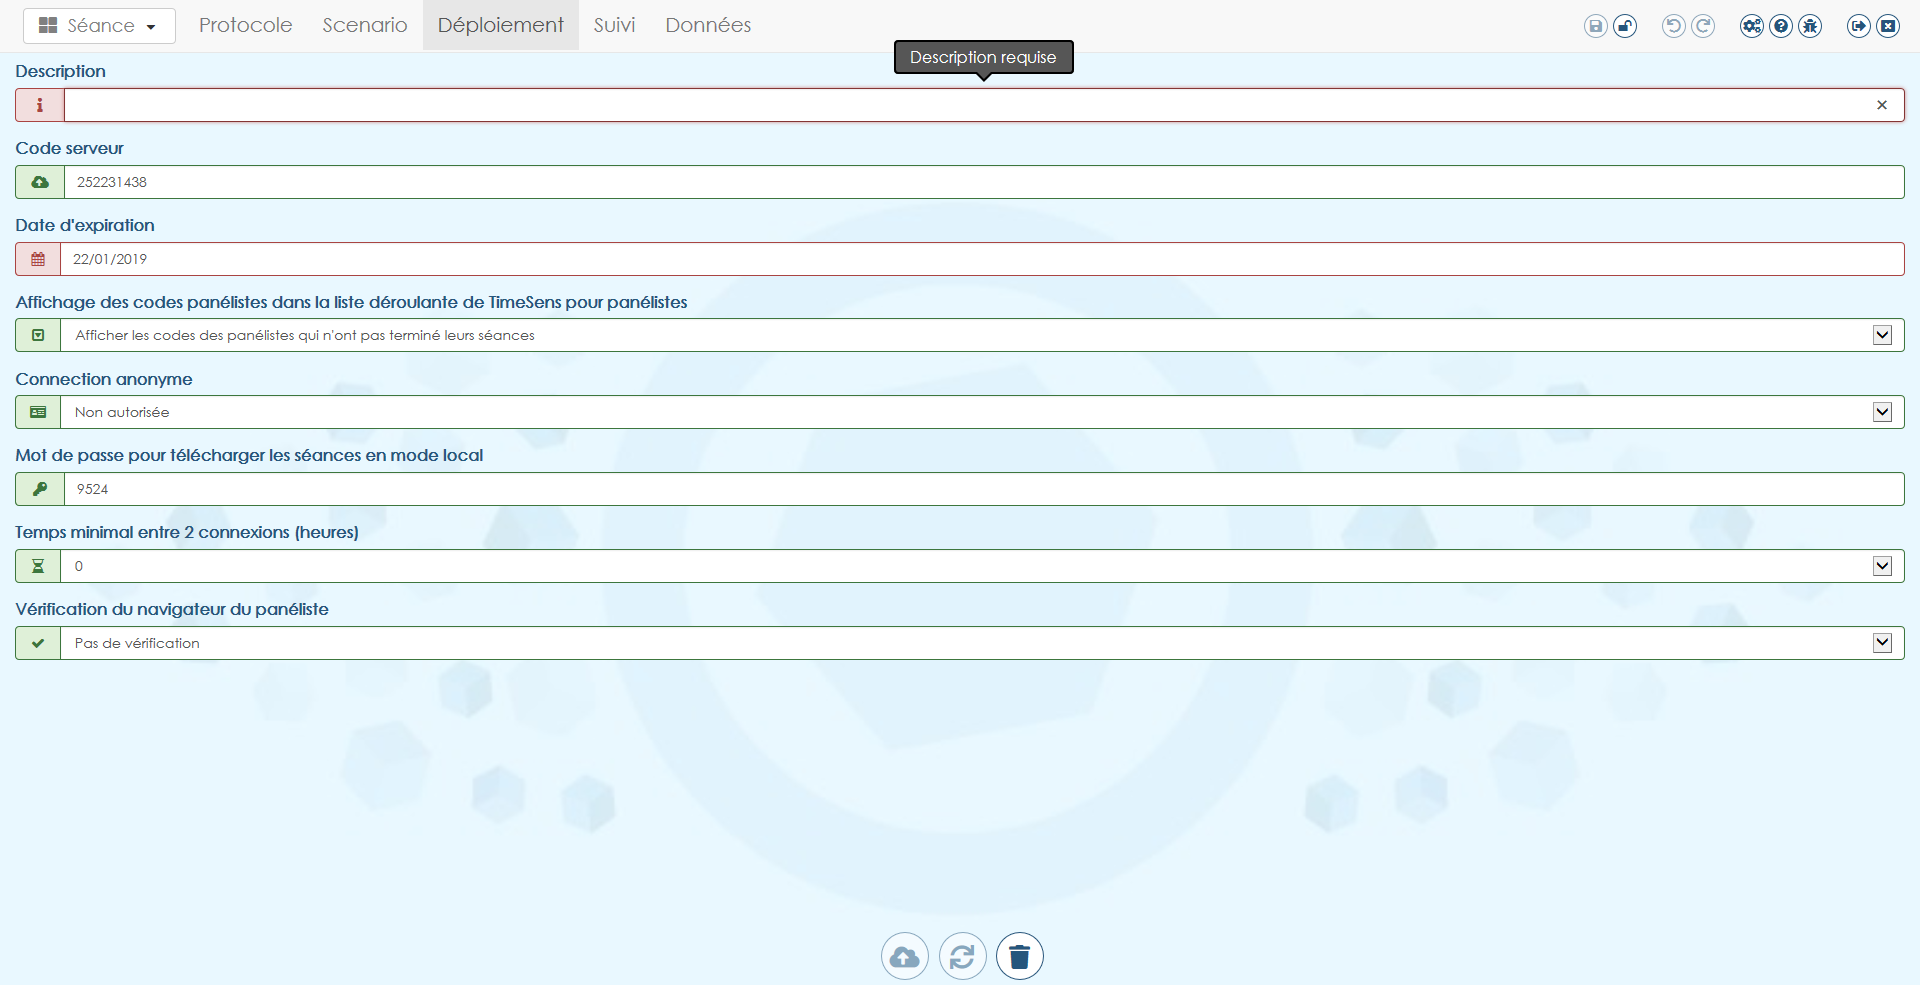 Séance
Protocole
Scenario
Déploiement
Suivi
Données
Description requise
Description
Code serveur
252231438
Date d'expiration
22/01/2019
Affichage des codes panélistes dans la liste déroulante de TimeSens pour panélistes
Afficher les codes des panélistes qui n'ont pas terminé leurs séances
Connection anonyme
Non autorisée
Mot de passe pour télécharger les séances en mode local
9524
Temps minimal entre 2 connexions (heures)
0
Vérification du navigateur du panéliste
Pas de vérification